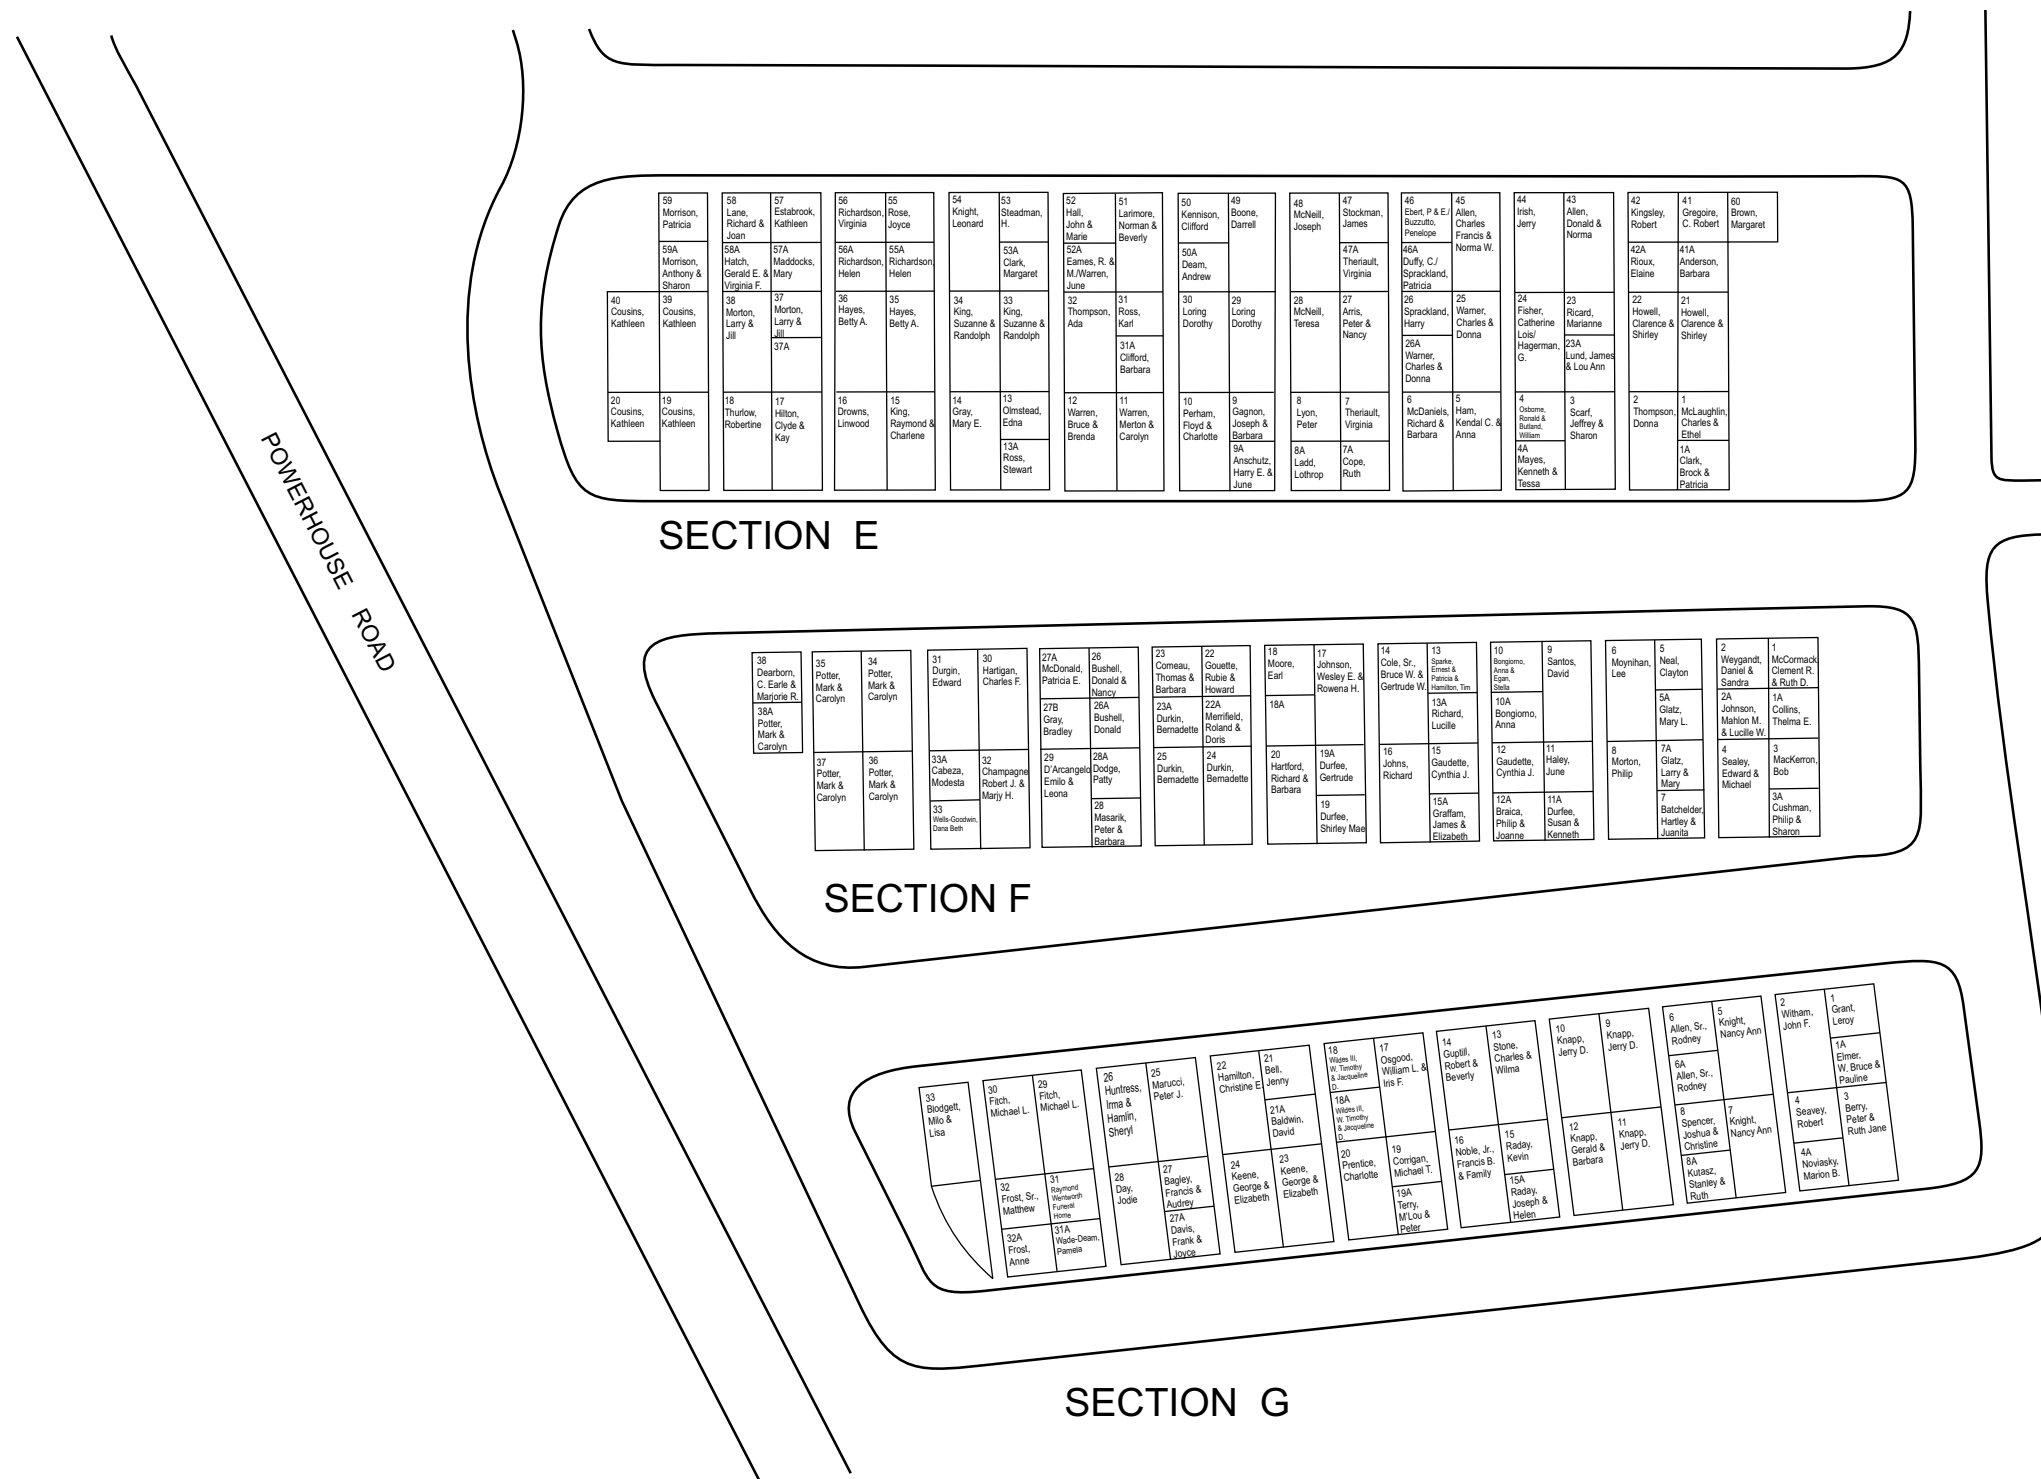 59
Morrison,
Patricia
58
Lane,
Richard &
Joan
57
Estabrook,
Kathleen
56
Richardson,
Virginia
55
Rose,
Joyce
54
Knight,
Leonard
53
Steadman,
H.
52
Hall,
John &
Marie
51
Larimore,
Norman &
Beverly
50
Kennison,
Clifford
49
Boone,
Darrell
48
McNeill,
Joseph
47
Stockman,
James
46
Ebert, P & E./
Buzzutto,
Penelope
45
Allen,
Charles
Francis &
Norma W.
44
Irish,
Jerry
43
Allen,
Donald &
Norma
42
Kingsley,
Robert
41
Gregoire,
C. Robert
60
Brown,
Margaret
59A
Morrison,
Anthony &
Sharon
58A
Hatch,
Gerald E. &
Virginia F.
57A
Maddocks,
Mary
56A
Richardson,
Helen
55A
Richardson,
Helen
53A
Clark,
Margaret
52A
Eames, R. &
M./Warren,
June
50A
Deam,
Andrew
47A
Theriault,
Virginia
46A
Duffy, C./
Sprackland,
Patricia
42A
Rioux,
Elaine
41A
Anderson,
Barbara
40
Cousins,
Kathleen
39
Cousins,
Kathleen
38
Morton,
Larry &
Jill
37
Morton,
Larry &
Jill
37A
36
Hayes,
Betty A.
35
Hayes,
Betty A.
34
King,
Suzanne &
Randolph
33
King,
Suzanne &
Randolph
32
Thompson,
Ada
31
Ross,
Karl
31A
Clifford,
Barbara
30
Loring
Dorothy
29
Loring
Dorothy
28
McNeill,
Teresa
27
Arris,
Peter &
Nancy
26
Sprackland,
Harry
26A
Warner,
Charles &
Donna
25
Warner,
Charles &
Donna
24
Fisher,
Catherine
Lois/
Hagerman,
G.
23
Ricard,
Marianne
23A
Lund, James
& Lou Ann
22
Howell,
Clarence &
Shirley
21
Howell,
Clarence &
Shirley
20
Cousins,
Kathleen
19
Cousins,
Kathleen
18
Thurlow,
Robertine
17
Hilton,
Clyde &
Kay
16
Drowns,
Linwood
15
King,
Raymond &
Charlene
14
Gray,
Mary E.
13
Olmstead,
Edna
13A
Ross,
Stewart
12
Warren,
Bruce &
Brenda
11
Warren,
Merton &
Carolyn
10
Perham,
Floyd &
Charlotte
9
Gagnon,
Joseph &
Barbara
9A
Anschutz,
Harry E. &
June
8
Lyon,
Peter
8A
Ladd,
Lothrop
7
Theriault,
Virginia
7A
Cope,
Ruth
6
McDaniels,
Richard &
Barbara
5
Ham,
Kendal C. &
Anna
4
Osborne,
Ronald &
Butland,
William
4A
Mayes,
Kenneth &
Tessa
3
Scarf,
Jeffrey &
Sharon
2
Thompson,
Donna
1
McLaughlin,
Charles &
Ethel
1A
Clark,
Brock &
Patricia
SECTION E
POWERHOUSE ROAD
38
Dearborn,
C. Earle &
Marjorie R.
38A
Potter,
Mark &
Carolyn
35
Potter,
Mark &
Carolyn
34
Potter,
Mark &
Carolyn
37
Potter,
Mark &
Carolyn
36
Potter,
Mark &
Carolyn
31
Durgin,
Edward
30
Hartigan,
Charles F.
33A
Cabeza,
Modesta
33
Wells-Goodwin,
Dana Beth
32
Champagne
Robert J. &
Marjy H.
27A
McDonald,
Patricia E.
27B
Gray,
Bradley
26
Bushell,
Donald &
Nancy
26A
Bushell,
Donald
29
D'Arcangelo
Emilo &
Leona
28A
Dodge,
Patty
28
Masarik,
Peter &
Barbara
23
Comeau,
Thomas &
Barbara
23A
Durkin,
Bernadette
22
Gouette,
Rubie &
Howard
22A
Merrifield,
Roland &
Doris
25
Durkin,
Bernadette
24
Durkin,
Bernadette
18
Moore,
Earl
18A
17
Johnson,
Wesley E. &
Rowena H.
20
Hartford,
Richard &
Barbara
19A
Durfee,
Gertrude
19
Durfee,
Shirley Mae
14
Cole, Sr.,
Bruce W. &
Gertrude W.
13
Sparke,
Ernest &
Patricia &
Hamilton, Tim
13A
Richard,
Lucille
16
Johns,
Richard
15
Gaudette,
Cynthia J.
15A
Graffam,
James &
Elizabeth
10
Bongiorno,
Anna &
Egan,
Stella
10A
Bongiorno,
Anna
9
Santos,
David
12
Gaudette,
Cynthia J.
12A
Braica,
Philip &
Joanne
11
Haley,
June
11A
Durfee,
Susan &
Kenneth
6
Moynihan,
Lee
5
Neal,
Clayton
5A
Glatz,
Mary L.
8
Morton,
Philip
7A
Glatz,
Larry &
Mary
7
Batchelder,
Hartley &
Juanita
2
Weygandt,
Daniel &
Sandra
2A
Johnson,
Mahlon M.
& Lucille W.
1
McCormack,
Clement R.
& Ruth D.
1A
Collins,
Thelma E.
4
Sealey,
Edward &
Michael
3
MacKerron,
Bob
3A
Cushman,
Philip &
Sharon
SECTION F
33
Blodgett,
Milo &
Lisa
30
Fitch,
Michael L.
29
Fitch,
Michael L.
32
Frost, Sr.,
Matthew
31
Raymond
Wentworth
Funeral
Home
32A
Frost,
Anne
31A
Wade-Deam,
Pamela
26
Huntress,
Irma &
Hamlin,
Sheryl
25
Marucci,
Peter J.
28
Day,
Jodie
27
Bagley,
Francis &
Audrey
27A
Davis,
Frank &
Joyce
22
Hamilton,
Christine E
21
Bell,
Jenny
21A
Baldwin,
David
24
Keene,
George &
Elizabeth
23
Keene,
George &
Elizabeth
18
Wildes III,
W. Timothy
& Jacqueline
D.
18A
Wildes III,
W. Timothy
& Jacqueline
D.
17
Osgood,
William L. &
Iris F.
20
Prentice,
Charlotte
19
Corrigan,
Michael T.
19A
Terry,
M'Lou &
Peter
14
Guptill,
Robert &
Beverly
13
Stone,
Charles &
Wilma
16
Noble, Jr.,
Francis B.
& Family
15
Raday,
Kevin
15A
Raday,
Joseph &
Helen
10
Knapp,
Jerry D.
9
Knapp,
Jerry D.
12
Knapp,
Gerald &
Barbara
11
Knapp,
Jerry D.
6
Allen, Sr.,
Rodney
6A
Allen, Sr.,
Rodney
5
Knight,
Nancy Ann
8
Spencer,
Joshua &
Christine
8A
Kutasz,
Stanley &
Ruth
7
Knight,
Nancy Ann
2
Witham,
John F.
1
Grant,
Leroy
1A
Elmer,
W, Bruce &
Pauline
4
Seavey,
Robert
4A
Noviasky,
Marion B.
3
Berry,
Peter &
Ruth Jane
SECTION G